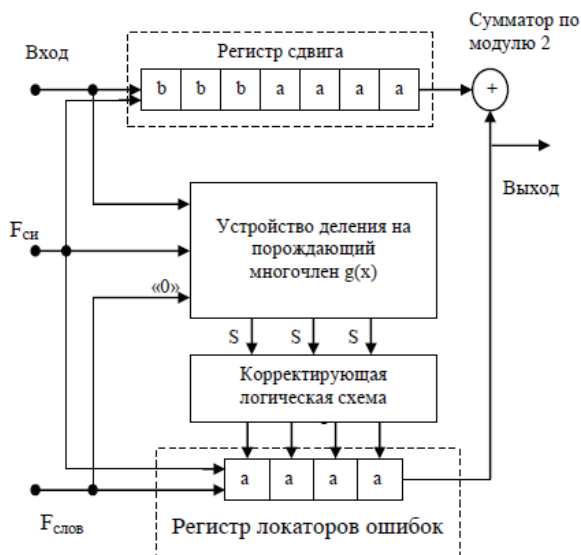 Сумматор по
модулю 2
Вход
Регистр сдвига
b b b a a a a
+
Выход
Устройство деления на
порождающий
многочлен g(x)
Fси
«0»
S S S
Корректирующая
логическая схема
a a a a
Fслов
Регистр локаторов ошибок